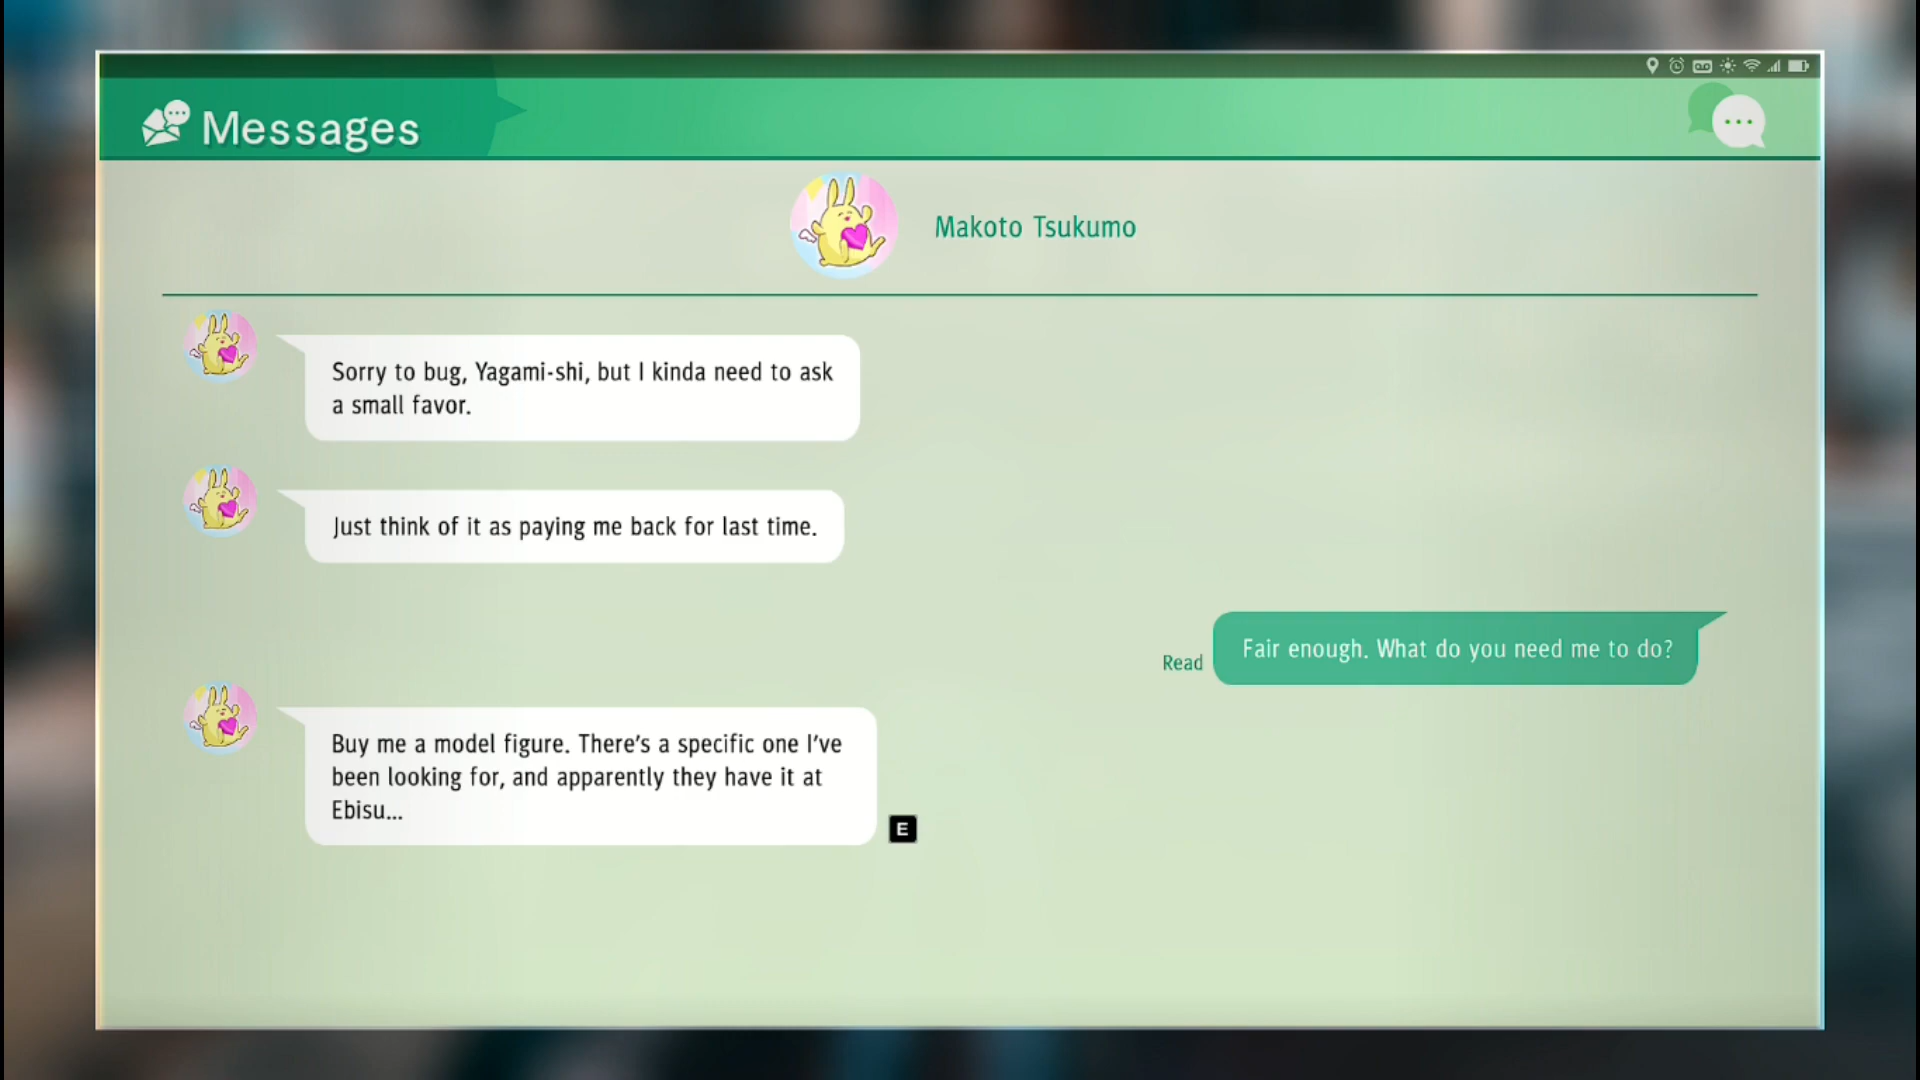 Messages
Makoto Tsukumo
Sorry to bug, Yagami-shi, but I kinda need to ask
a small favor.
Just think of it as paying me back for last time.
Read
Fair enough. What do you need me to do?
Buy me a model figure. There's a specific one I've
been looking for, and apparently they have it at
Ebisu...
E